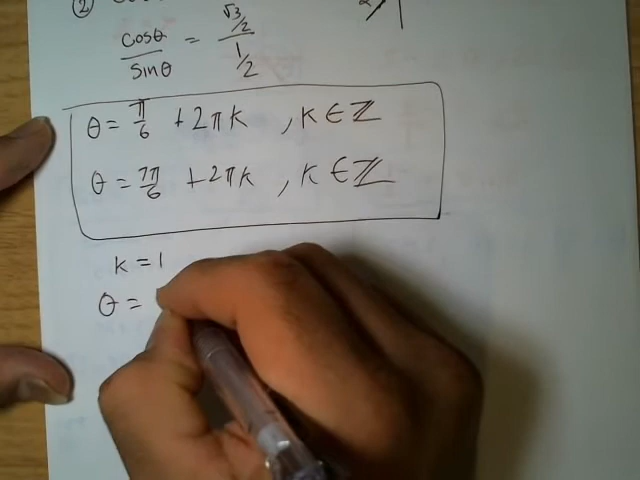 ②
cosθ/sinθ = √3/2 / 1/2
θ = π/6 + 2πk , k ∈ ℤ
θ = 7π/6 + 2πk , k ∈ ℤ
k = 1
θ =